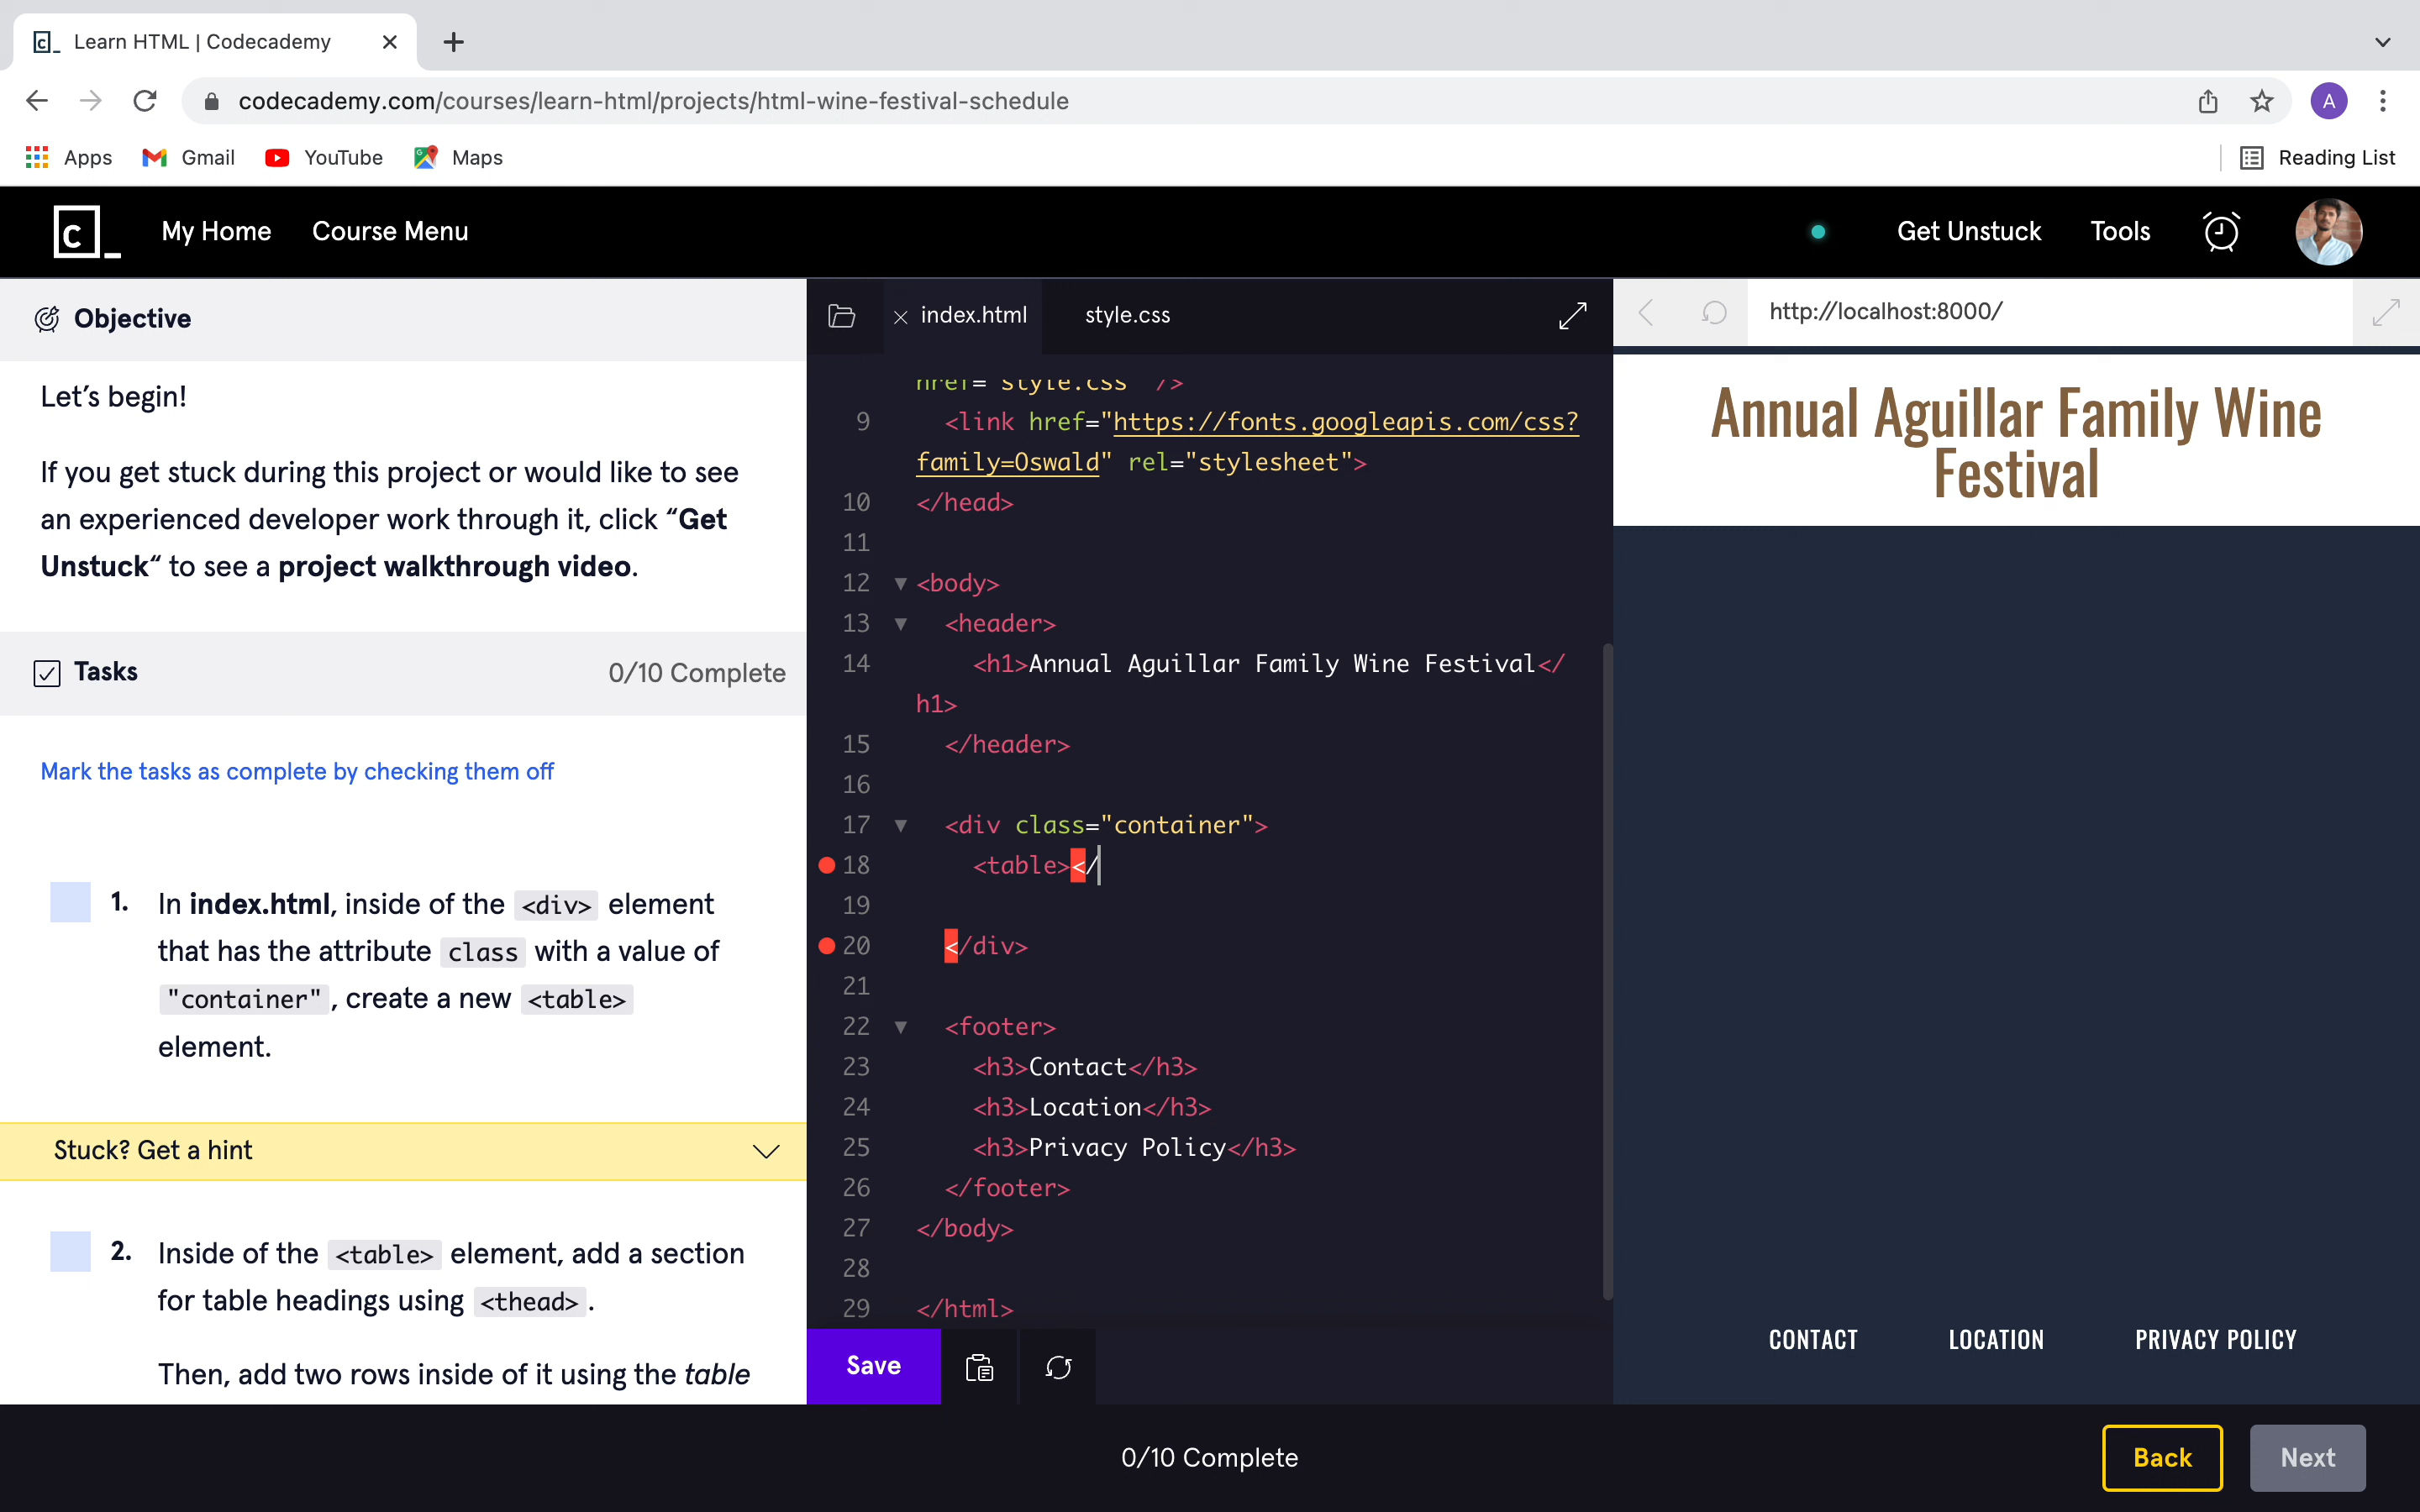 Learn HTML | Codecademy
codecademy.com/courses/learn-html/projects/html-wine-festival-schedule
A
Apps
Gmail
YouTube
Maps
Reading List
My Home
Course Menu
Get Unstuck
Tools
Objective
Let’s begin!
If you get stuck during this project or would like to see
an experienced developer work through it, click “Get
Unstuck“ to see a project walkthrough video.
Tasks
0/10 Complete
Mark the tasks as complete by checking them off
1. In index.html, inside of the <div> element
that has the attribute class with a value of
"container", create a new <table>
element.
Stuck? Get a hint
2. Inside of the <table> element, add a section
for table headings using <thead>.
Then, add two rows inside of it using the table
index.html
style.css
href="style.css" />
9 <link href="https://fonts.googleapis.com/css?
family=Oswald" rel="stylesheet">
10 </head>
11
12 <body>
13 <header>
14 <h1>Annual Aguillar Family Wine Festival</
h1>
15 </header>
16
17 <div class="container">
18 <table></
19
20 </div>
21
22 <footer>
23 <h3>Contact</h3>
24 <h3>Location</h3>
25 <h3>Privacy Policy</h3>
26 </footer>
27 </body>
28
29 </html>
Save
http://localhost:8000/
Annual Aguillar Family Wine
Festival
CONTACT
LOCATION
PRIVACY POLICY
0/10 Complete
Back
Next